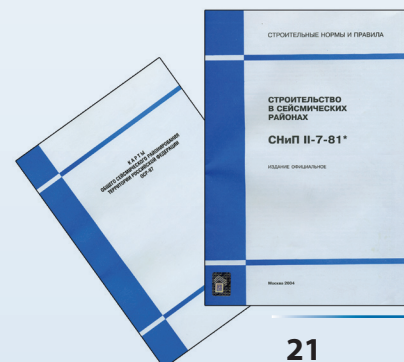 СТРОИТЕЛЬНЫЕ НОРМЫ И ПРАВИЛА
СТРОИТЕЛЬСТВО
В СЕЙСМИЧЕСКИХ
РАЙОНАХ
СНиП II-7-81*
ИЗДАНИЕ ОФИЦИАЛЬНОЕ
Москва 2004
КАРТЫ
ОБЩЕГО СЕЙСМИЧЕСКОГО РАЙОНИРОВАНИЯ
ТЕРРИТОРИИ РОССИЙСКОЙ ФЕДЕРАЦИИ
ОСР-97
21